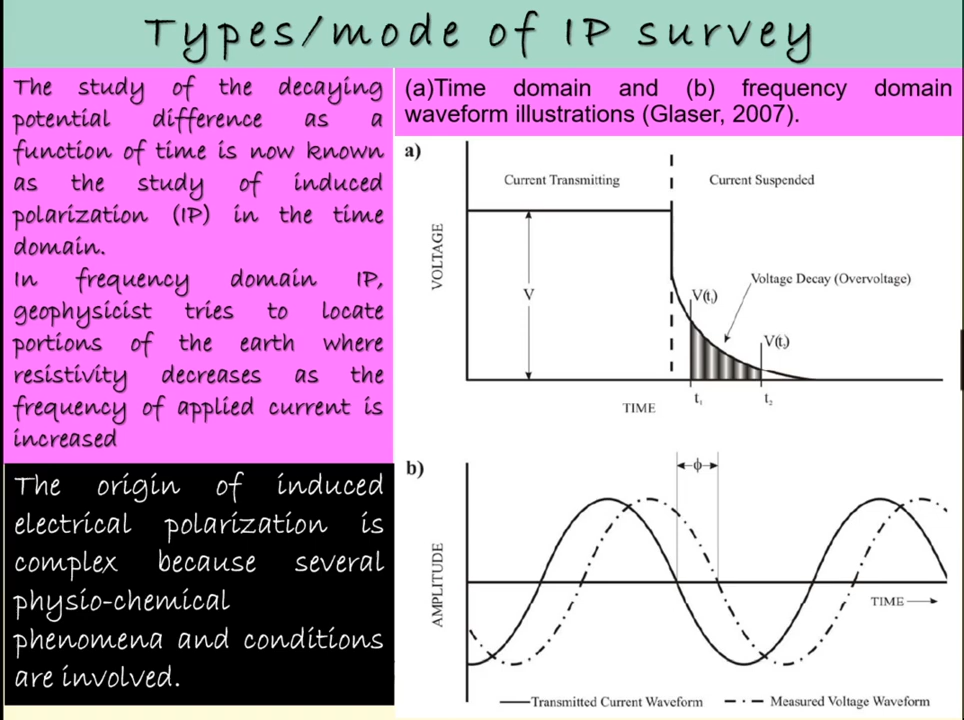 Types/mode of IP survey
The study of the decaying
potential difference as a
function of time is now known
as the study of induced
polarization (IP) in the time
domain.
In frequency domain IP,
geophysicist tries to locate
portions of the earth where
resistivity decreases as the
frequency of applied current is
increased
The origin of induced
electrical polarization is
complex because several
physio-chemical
phenomena and conditions
are involved.
(a)Time domain and (b) frequency domain
waveform illustrations (Glaser, 2007).
a)
Current Transmitting
Current Suspended
VOLTAGE
V
Voltage Decay (Overvoltage)
V(t₁)
V(t₂)
TIME
t₁
t₂
b)
ϕ
AMPLITUDE
TIME
Transmitted Current Waveform
Measured Voltage Waveform